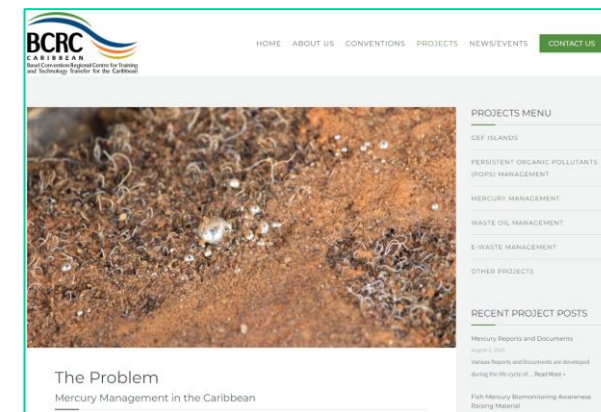 BCRC
CARIBBEAN
Basel Convention Regional Centre for Training
and Technology Transfer for the Caribbean
HOME ABOUT US CONVENTIONS PROJECTS NEWS/EVENTS CONTACT US
The Problem
Mercury Management in the Caribbean
PROJECTS MENU
GEF ISLANDS
PERSISTENT ORGANIC POLLUTANTS
(POPS) MANAGEMENT
MERCURY MANAGEMENT
WASTE OIL MANAGEMENT
E-WASTE MANAGEMENT
OTHER PROJECTS
RECENT PROJECT POSTS
Mercury Reports and Documents
Various Reports and Documents are developed
during the life cycle of ... Read More »
Fish Mercury Biomonitoring Awareness
Raising Material